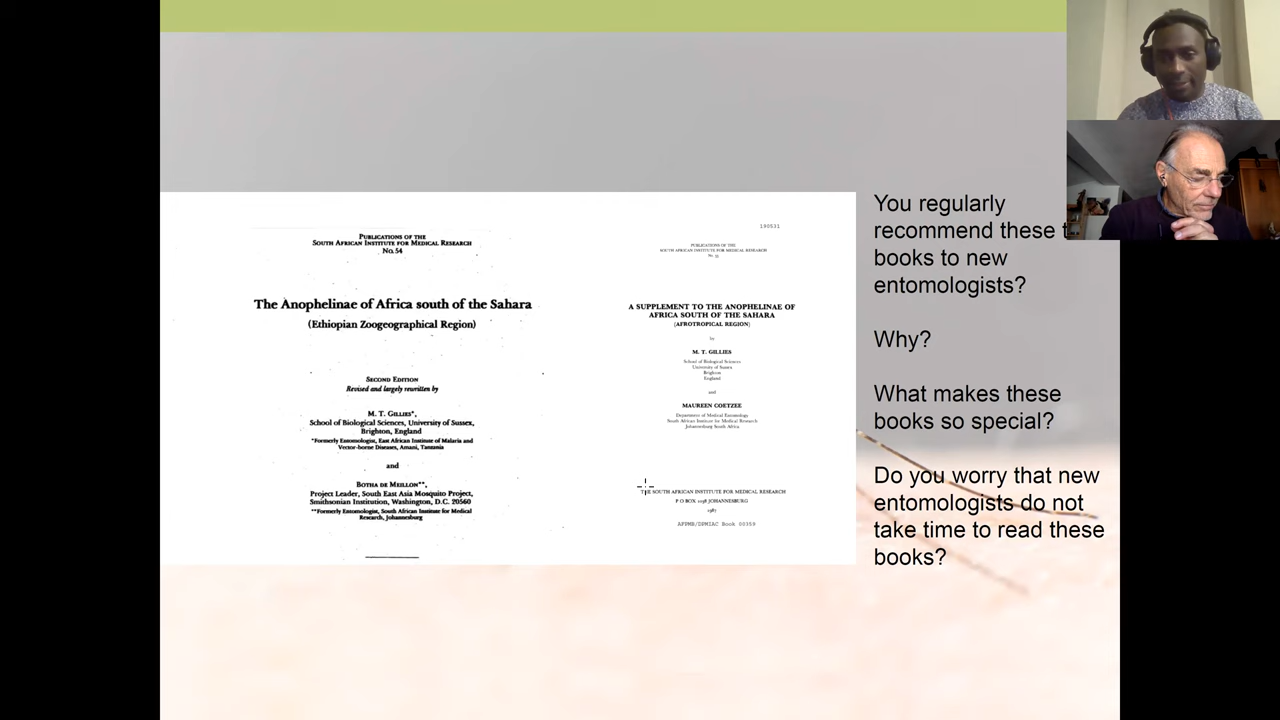 PUBLICATIONS OF THE
SOUTH AFRICAN INSTITUTE FOR MEDICAL RESEARCH
No. 54
The Anophelinae of Africa south of the Sahara
(Ethiopian Zoogeographical Region)
SECOND EDITION
Revised and largely rewritten by
M. T. GILLIES*,
School of Biological Sciences, University of Sussex,
Brighton, England
*Formerly Entomologist, East African Institute of Malaria and
Vector-borne Diseases, Amani, Tanzania
and
BOTHA DE MEILLON**,
Project Leader, South East Asia Mosquito Project,
Smithsonian Institution, Washington, D.C. 20560
**Formerly Entomologist, South African Institute for Medical
Research, Johannesburg
190531
PUBLICATIONS OF THE
SOUTH AFRICAN INSTITUTE FOR MEDICAL RESEARCH
No. 55
A SUPPLEMENT TO THE ANOPHELINAE OF
AFRICA SOUTH OF THE SAHARA
(AFROTROPICAL REGION)
by
M. T. GILLIES
School of Biological Sciences
University of Sussex
Brighton
England
and
MAUREEN COETZEE
Department of Medical Entomology
South African Institute for Medical Research
Johannesburg South Africa
THE SOUTH AFRICAN INSTITUTE FOR MEDICAL RESEARCH
P O BOX 1038 JOHANNESBURG
1987
AFPMB/DPMIAC Book 00359
You regularly
recommend these
books to new
entomologists?
Why?
What makes these
books so special?
Do you worry that new
entomologists do not
take time to read these
books?